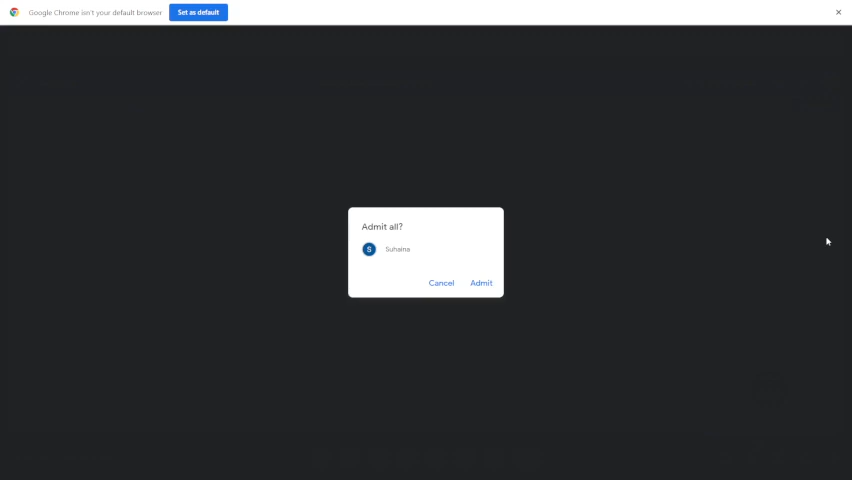 Google Chrome isn't your default browser Set as default
Admit all?
S Suhaina
Cancel Admit